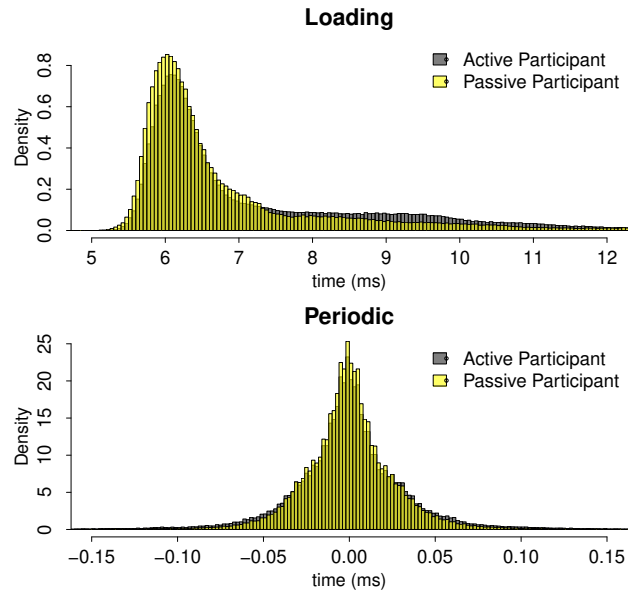 Loading
Density
0.0 0.2 0.4 0.6 0.8
Active Participant
Passive Participant
5 6 7 8 9 10 11 12
time (ms)
Periodic
Density
0 5 10 15 20 25
Active Participant
Passive Participant
−0.15 −0.10 −0.05 0.00 0.05 0.10 0.15
time (ms)